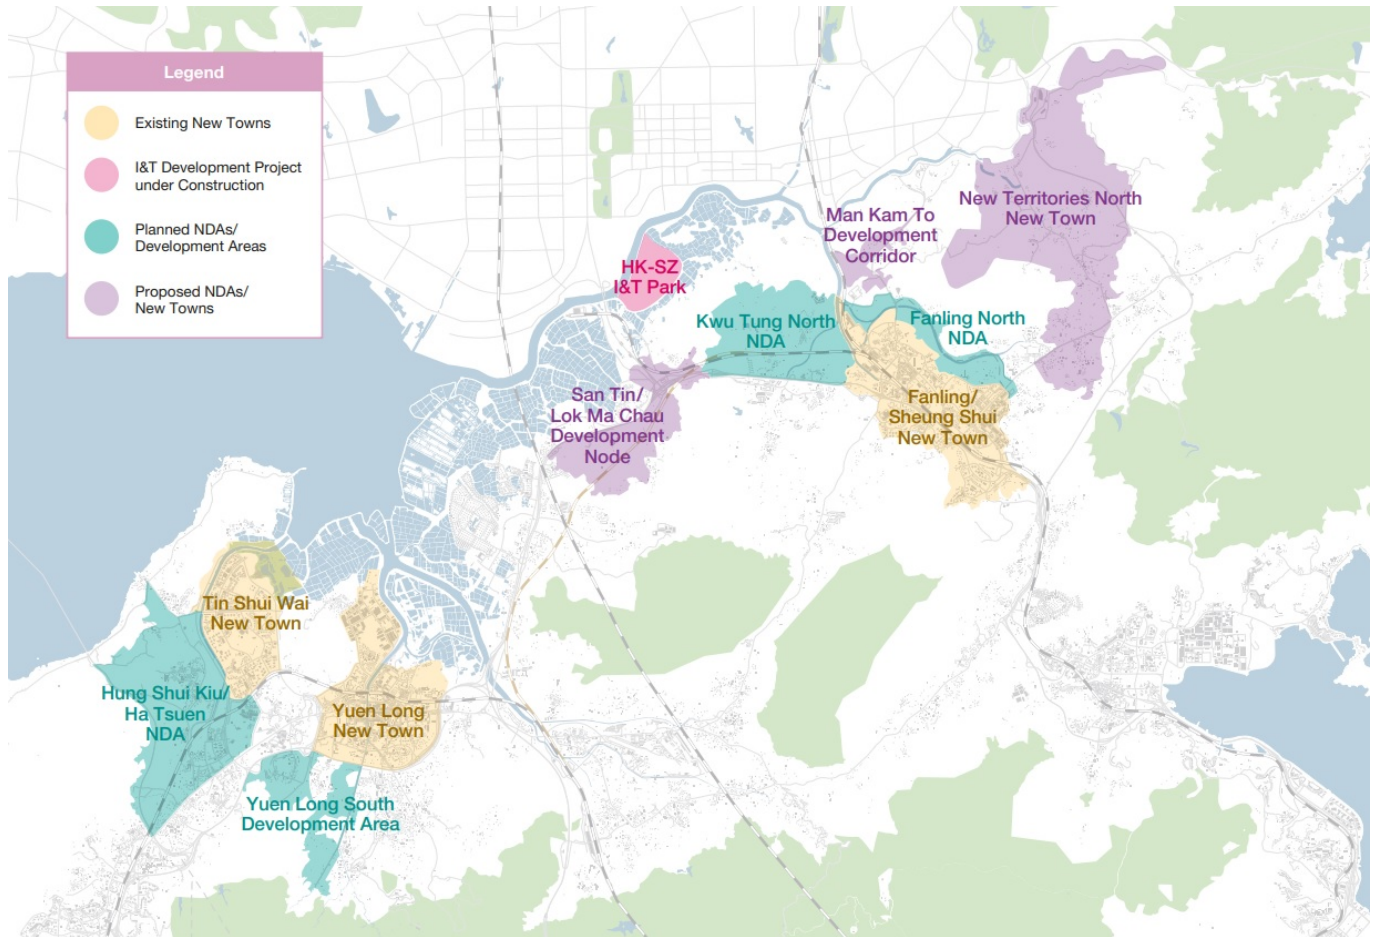 Legend
Existing New Towns
I&T Development Project
under Construction
Planned NDAs/
Development Areas
Proposed NDAs/
New Towns
New Territories North
New Town
Man Kam To
Development
Corridor
HK-SZ
I&T Park
Kwu Tung North
NDA
Fanling North
NDA
San Tin/
Lok Ma Chau
Development
Node
Fanling/
Sheung Shui
New Town
Tin Shui Wai
New Town
Hung Shui Kiu/
Ha Tsuen
NDA
Yuen Long
New Town
Yuen Long South
Development Area